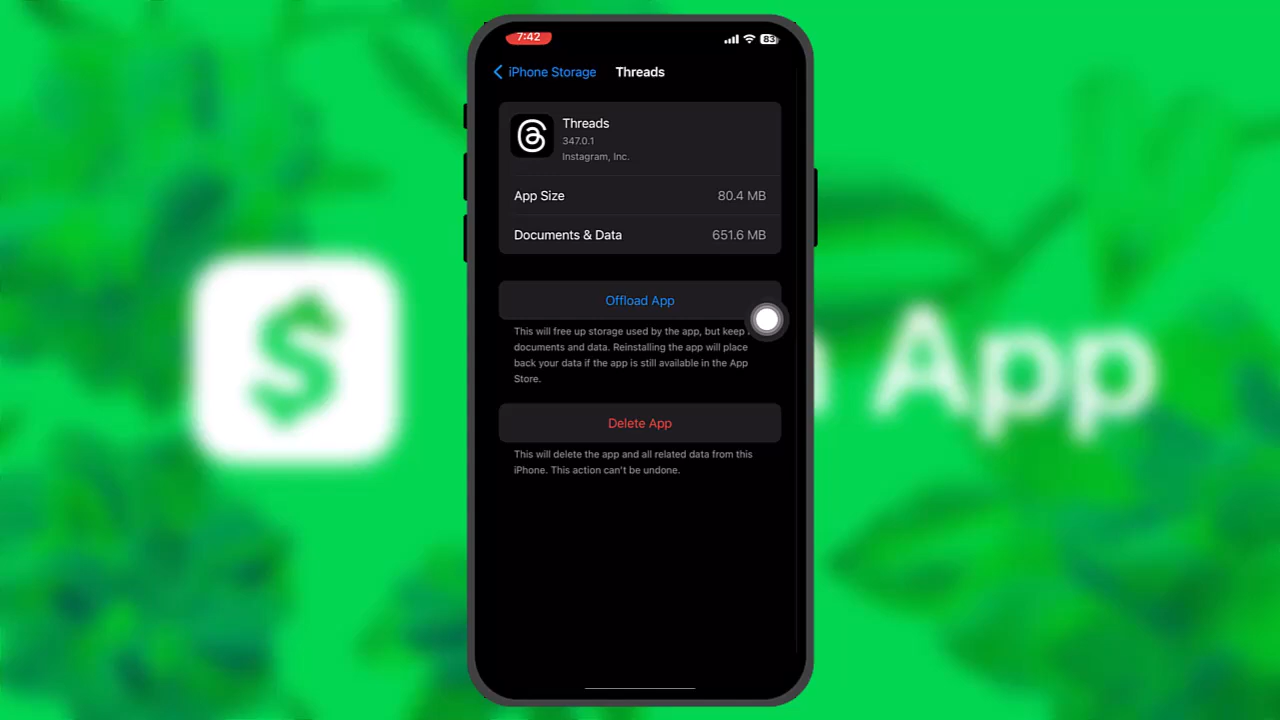 7:42
83
iPhone Storage
Threads
Threads
347.0.1
Instagram, Inc.
App Size
80.4 MB
Documents & Data
651.6 MB
Offload App
This will free up storage used by the app, but keep
documents and data. Reinstalling the app will place
back your data if the app is still available in the App
Store.
Delete App
This will delete the app and all related data from this
iPhone. This action can't be undone.
$
App